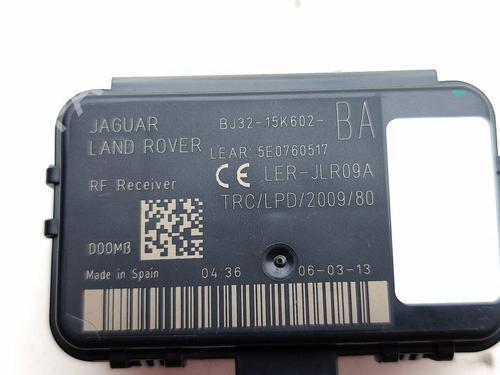 JAGUAR
LAND ROVER
BJ32-15K602-
BA
LEAR: 5E0760517
CE LER-JLR09A
RF Receiver
TRC/LPD/2009/80
D00MB
Made in Spain
04:36
06-03-13